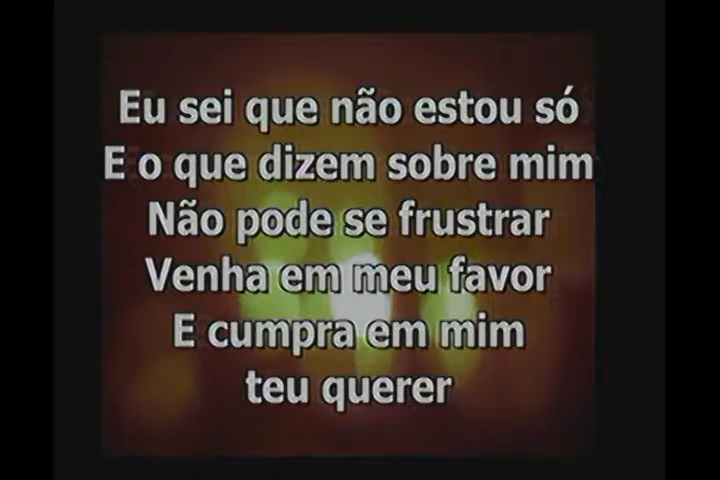 Eu sei que não estou só
E o que dizem sobre mim
Não pode se frustrar
Venha em meu favor
E cumpra em mim
teu querer